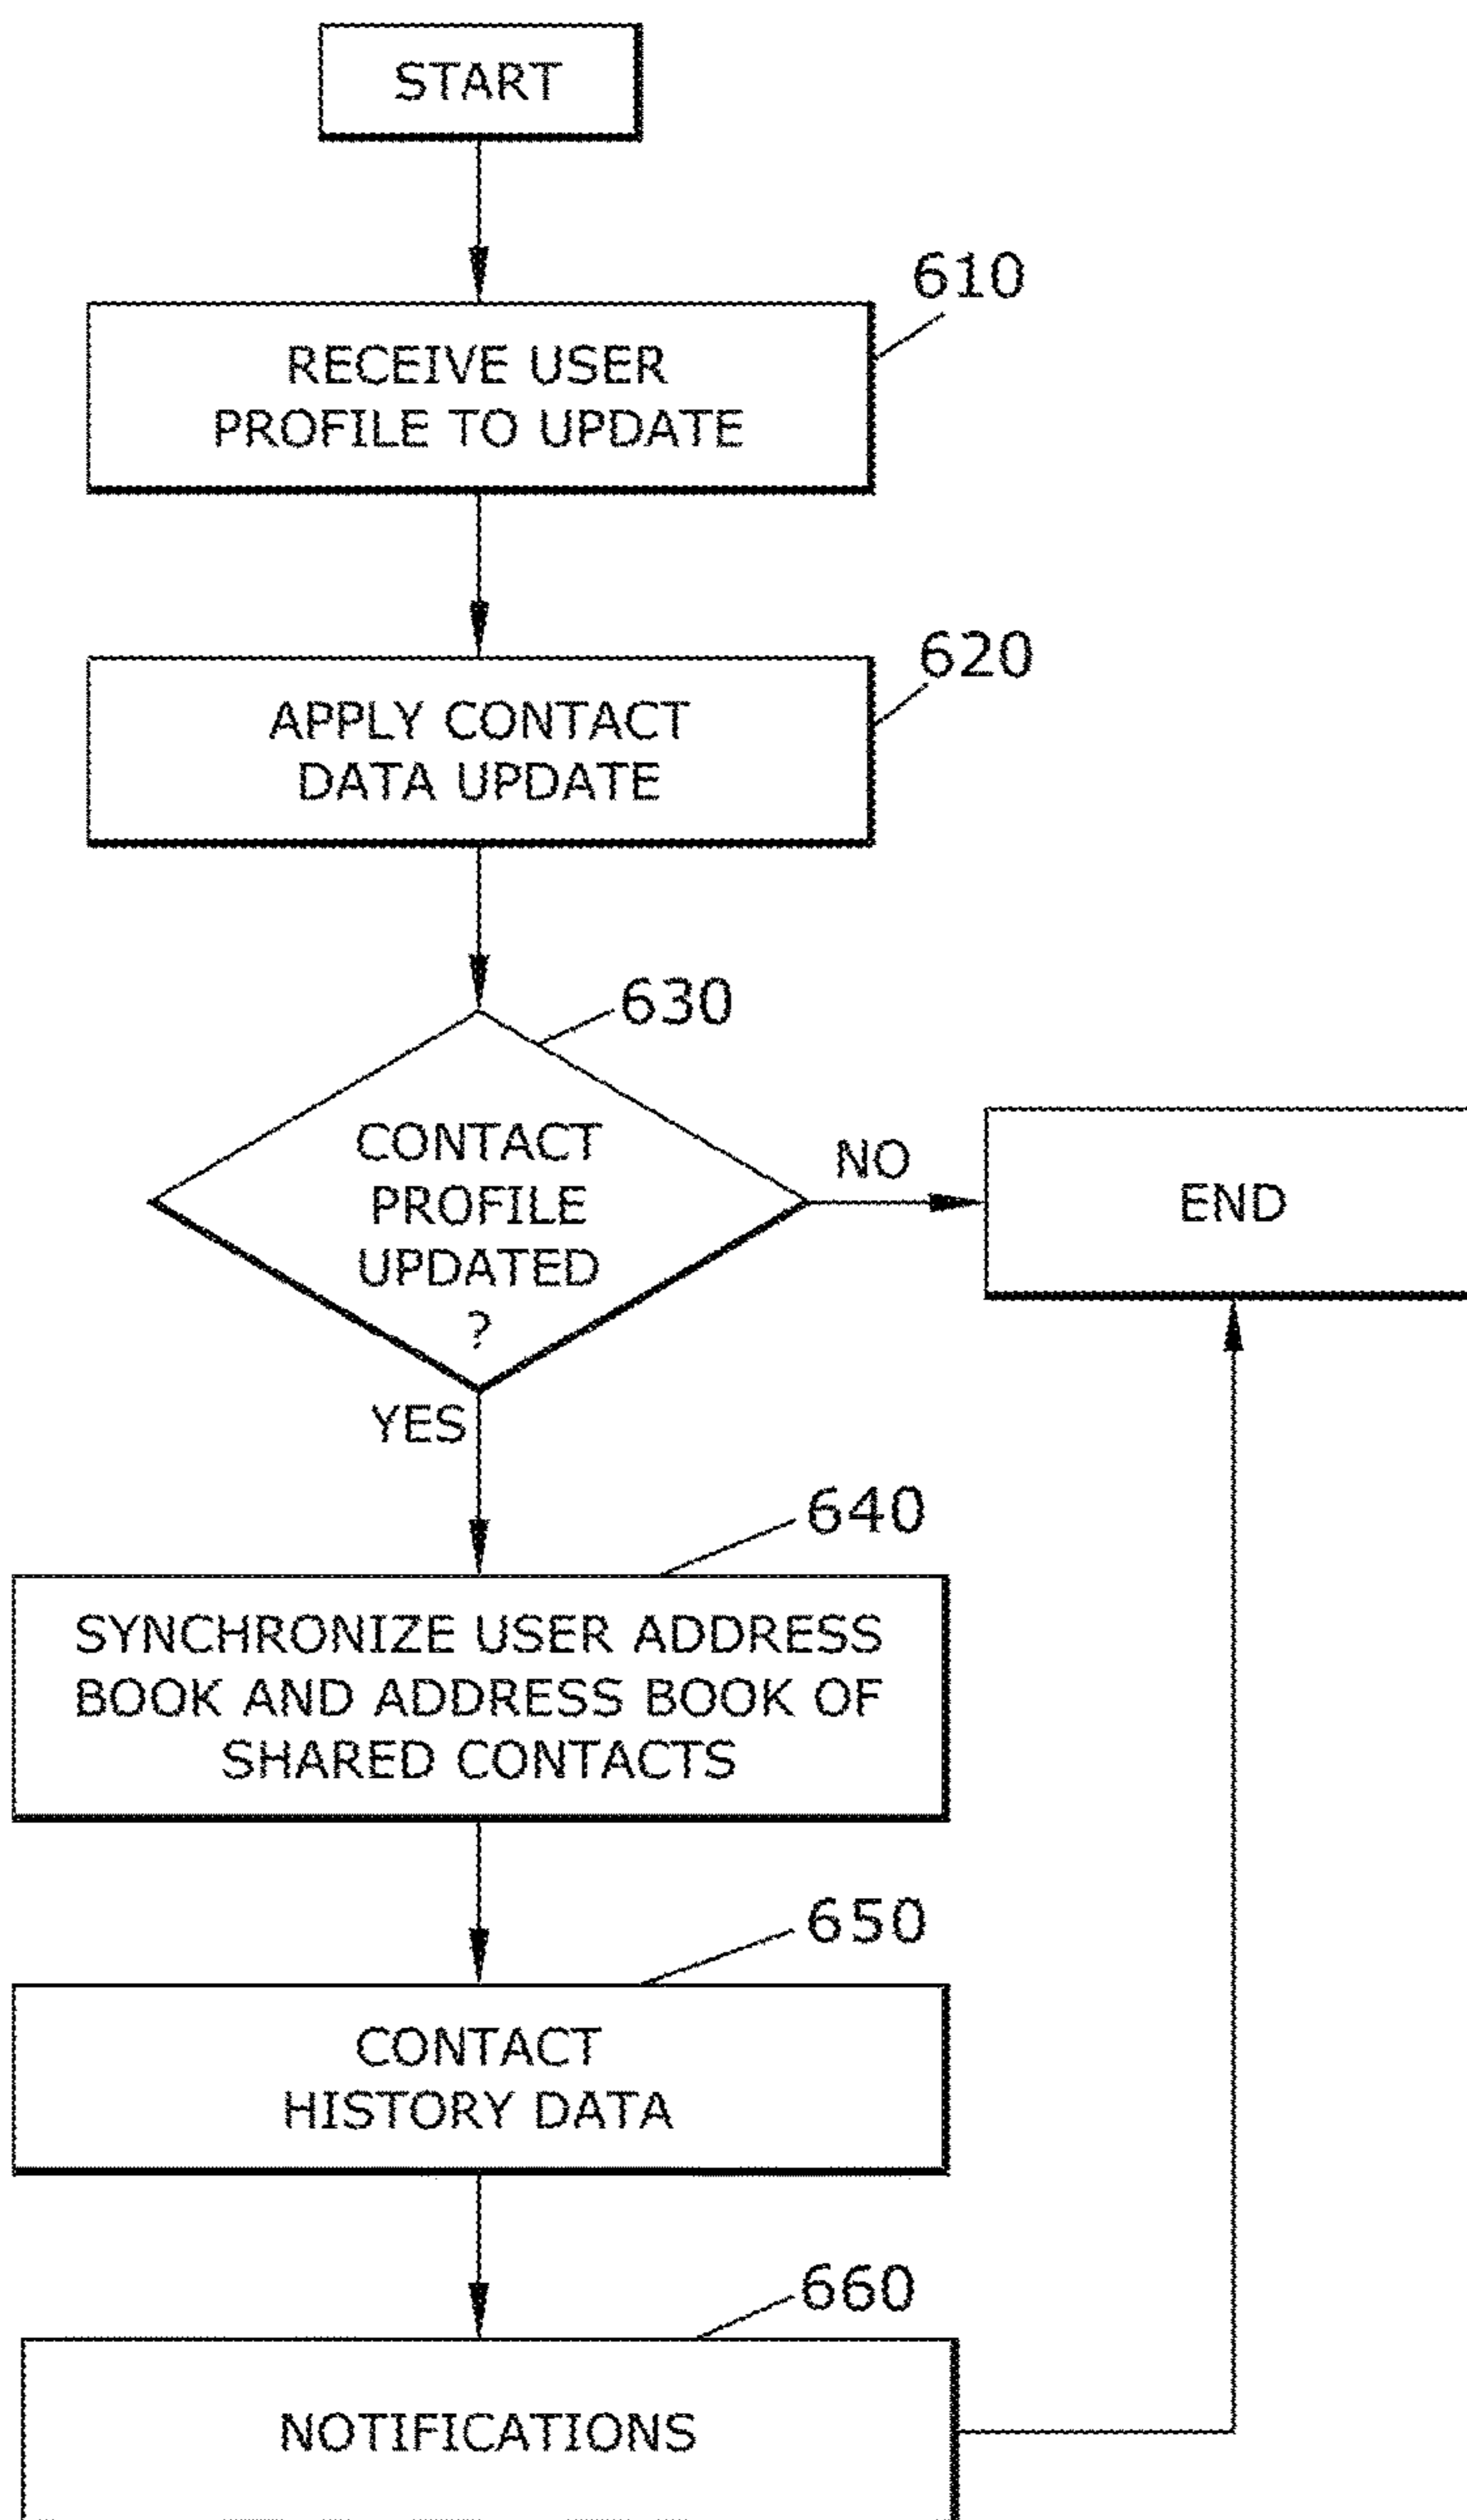 START
610
RECEIVE USER
PROFILE TO UPDATE
620
APPLY CONTACT
DATA UPDATE
630
CONTACT
PROFILE
UPDATED
?
NO
END
YES
640
SYNCHRONIZE USER ADDRESS
BOOK AND ADDRESS BOOK OF
SHARED CONTACTS
650
CONTACT
HISTORY DATA
660
NOTIFICATIONS